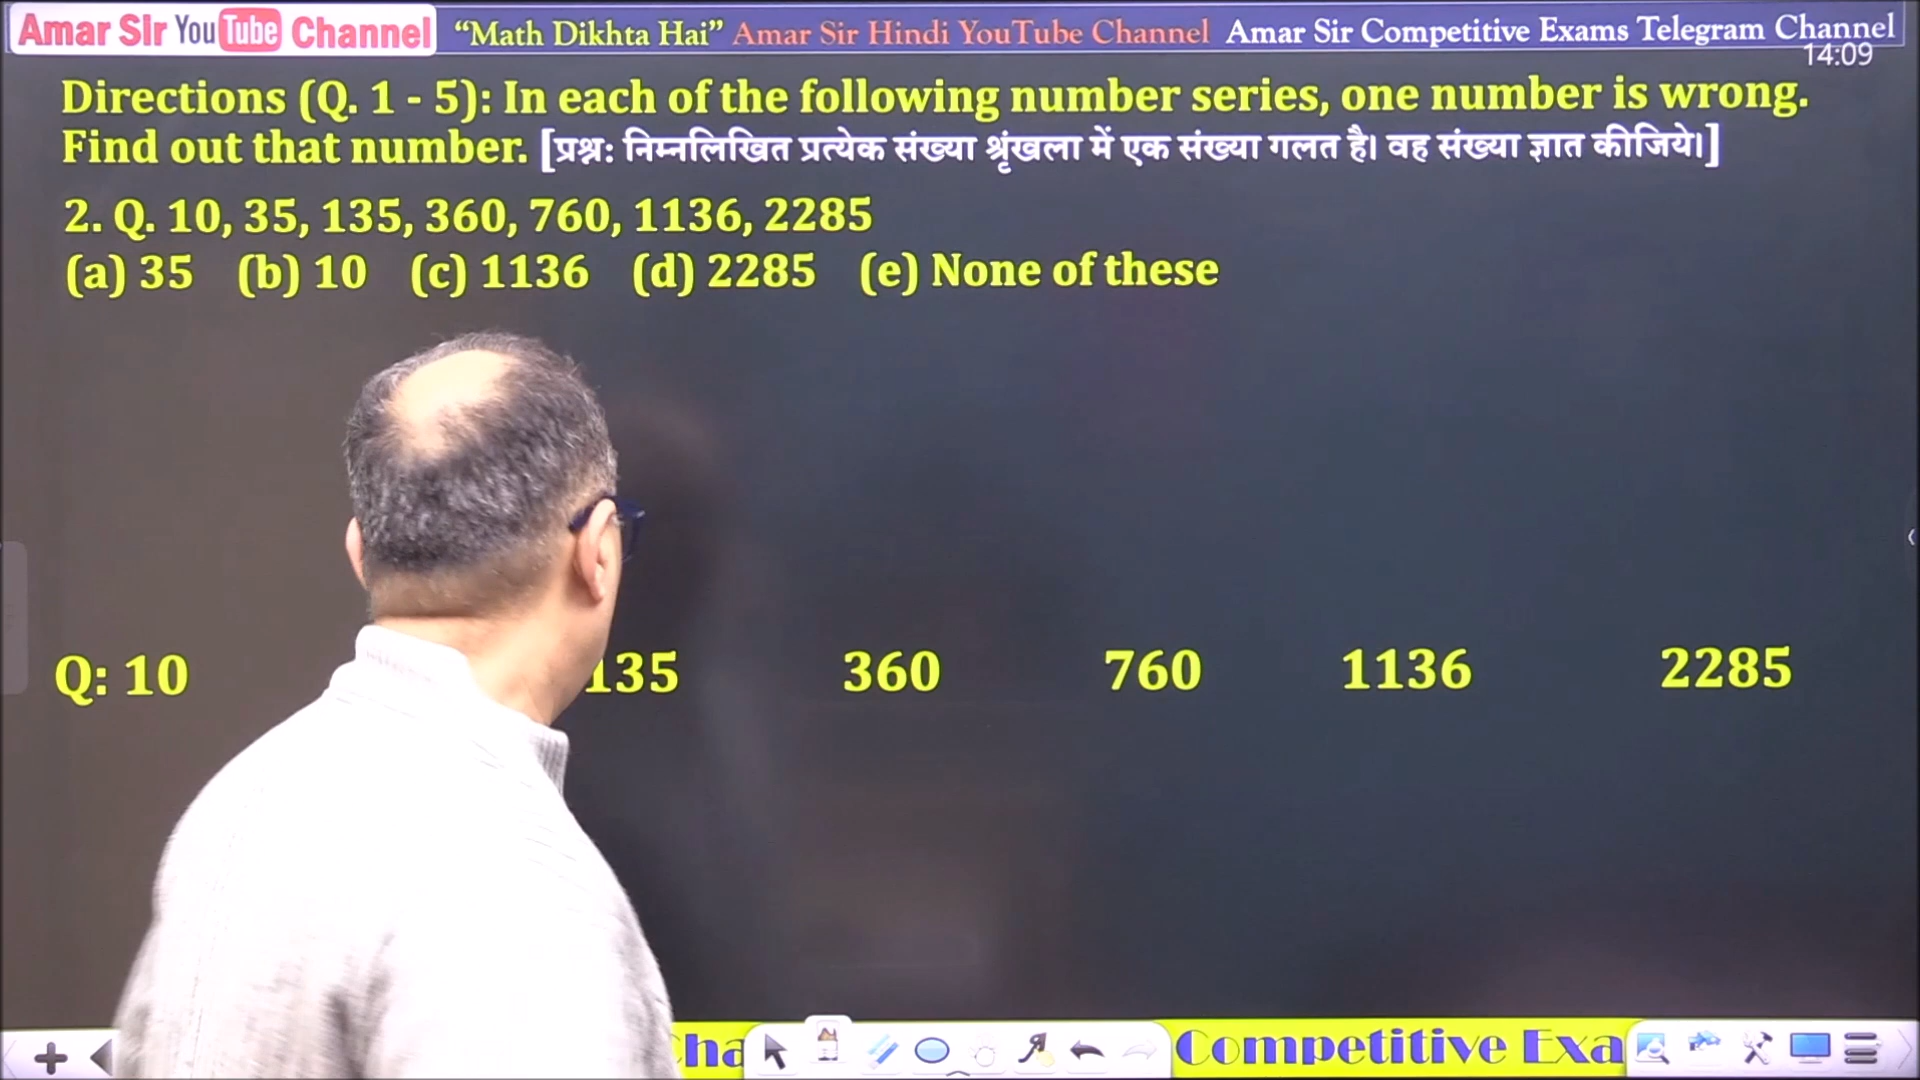 Amar SIr YouTube Channel "Math Dikhta Hai" Amar Sir Hindi YouTube Channel Amar Sir Competitive Exams Telegram Channel
14:09
Directions (Q. 1 - 5): In each of the following number series, one number is wrong.
Find out that number. [प्रश्न: निम्नलिखित प्रत्येक संख्या श्रृंखला में एक संख्या गलत है। वह संख्या ज्ञात कीजिये।]
2. Q. 10, 35, 135, 360, 760, 1136, 2285
(a) 35 (b) 10 (c) 1136 (d) 2285 (e) None of these
Q: 10 135 360 760 1136 2285
Competitive